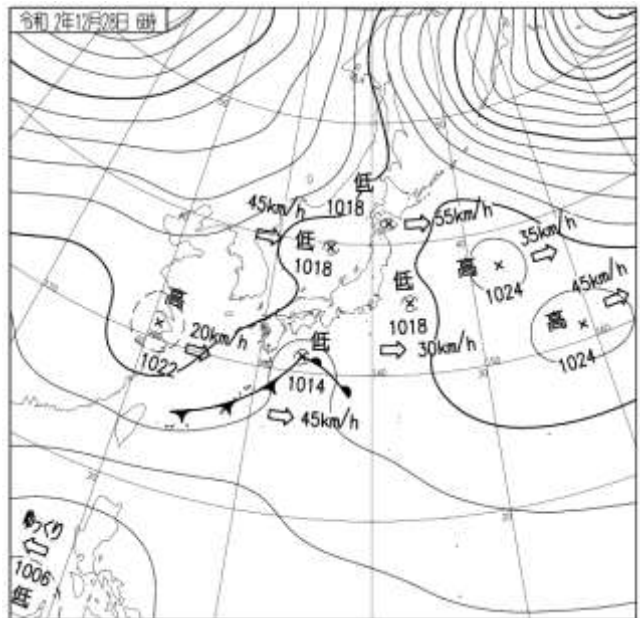 令和 2年12月28日 6時
低
45km/h
1018
55km/h
低
1018
35km/h
高
1024
45km/h
高
1024
低
1018
30km/h
高
1022
20km/h
低
1014
45km/h
ゆっくり
1006
低